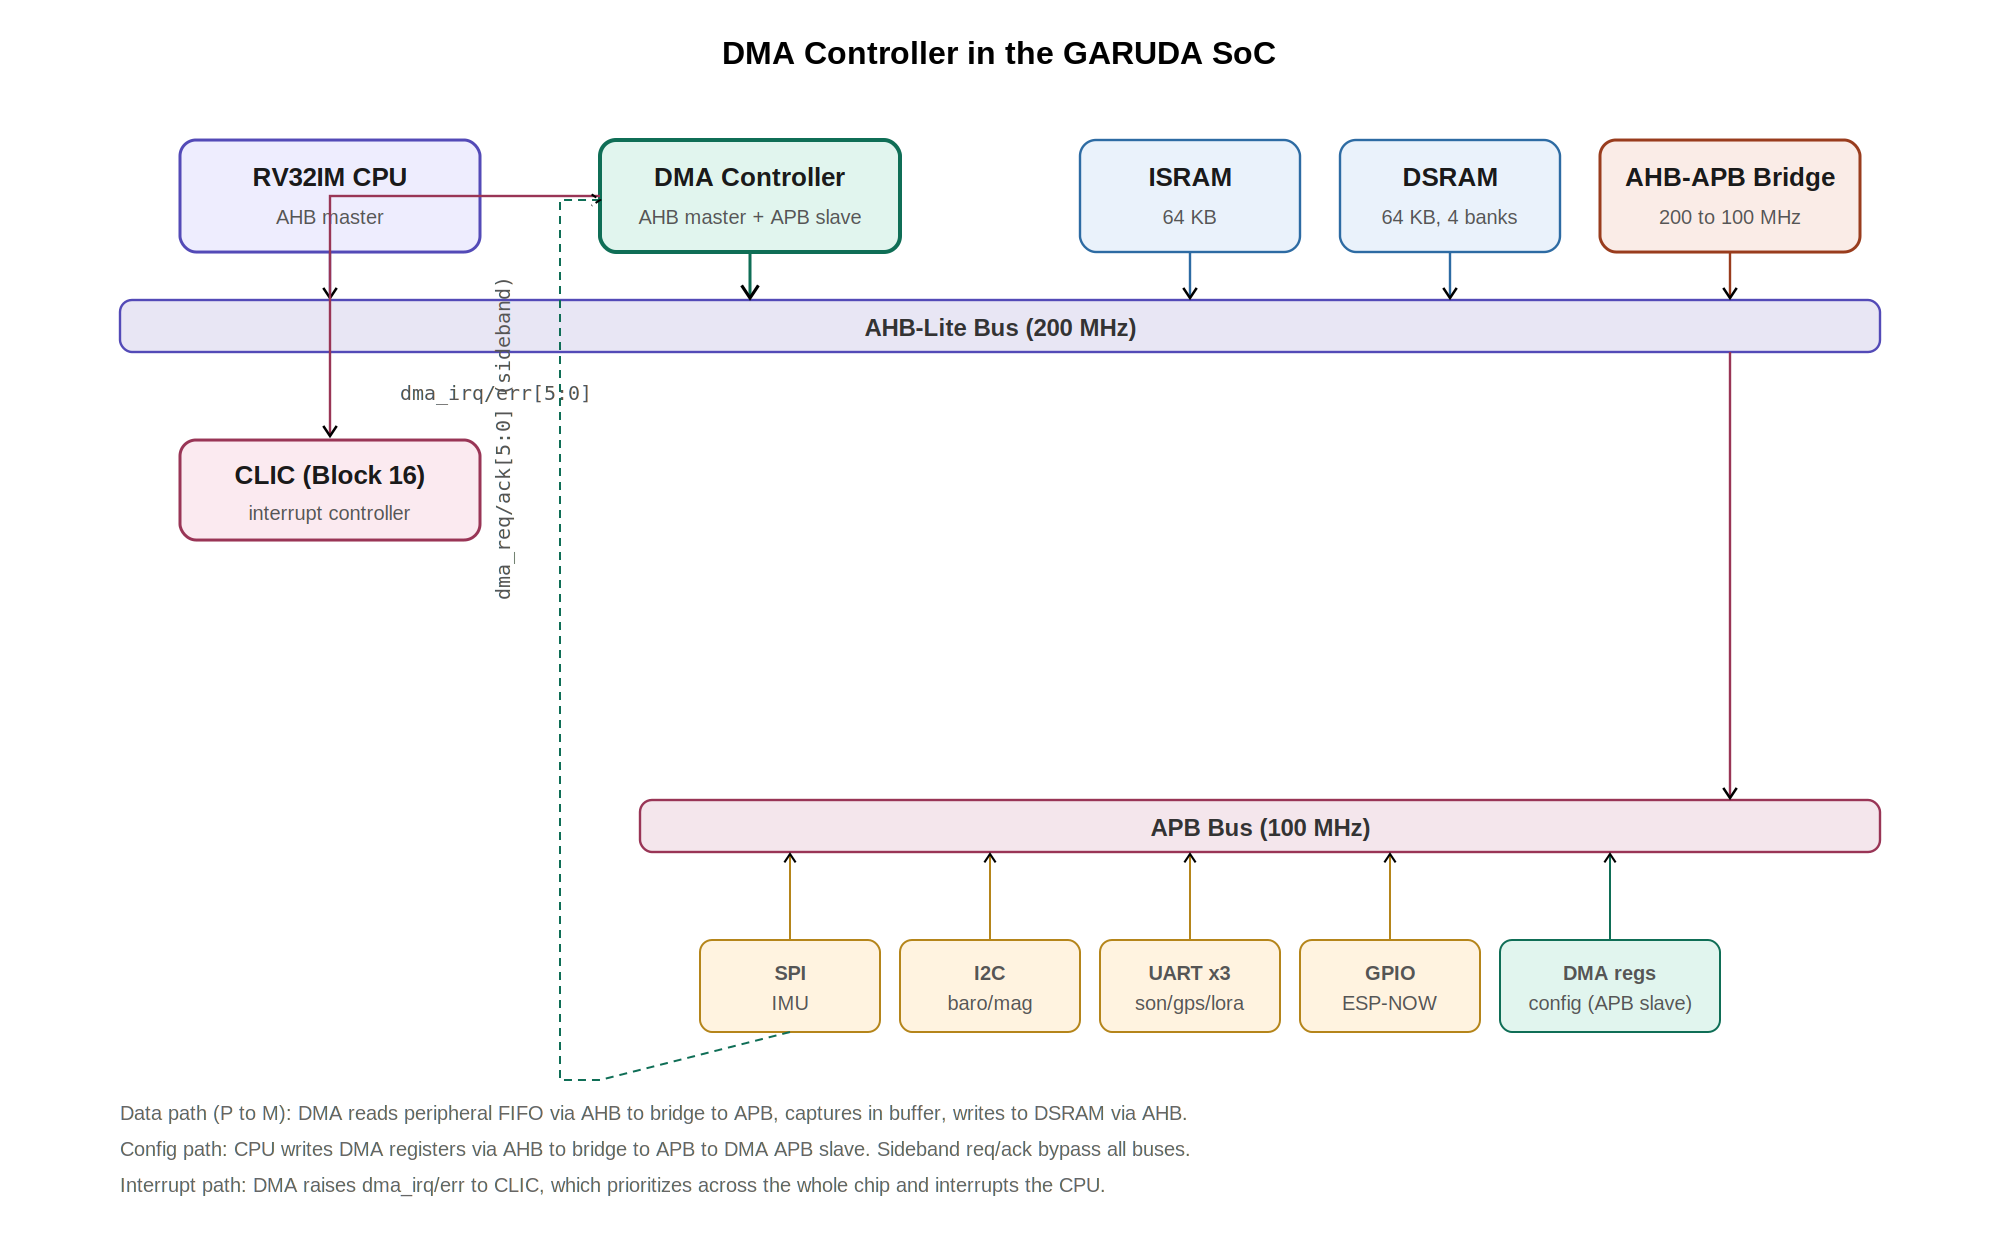 DMA Controller in the GARUDA SoC
RV32IM CPU
AHB master
DMA Controller
AHB master + APB slave
ISRAM
64 KB
DSRAM
64 KB, 4 banks
AHB-APB Bridge
200 to 100 MHz
AHB-Lite Bus (200 MHz)
dma_irq/err[5:0]
dma_req/ack[5:0] (sideband)
CLIC (Block 16)
interrupt controller
APB Bus (100 MHz)
SPI
IMU
I2C
baro/mag
UART x3
son/gps/lora
GPIO
ESP-NOW
DMA regs
config (APB slave)
Data path (P to M): DMA reads peripheral FIFO via AHB to bridge to APB, captures in buffer, writes to DSRAM via AHB.
Config path: CPU writes DMA registers via AHB to bridge to APB to DMA APB slave. Sideband req/ack bypass all buses.
Interrupt path: DMA raises dma_irq/err to CLIC, which prioritizes across the whole chip and interrupts the CPU.